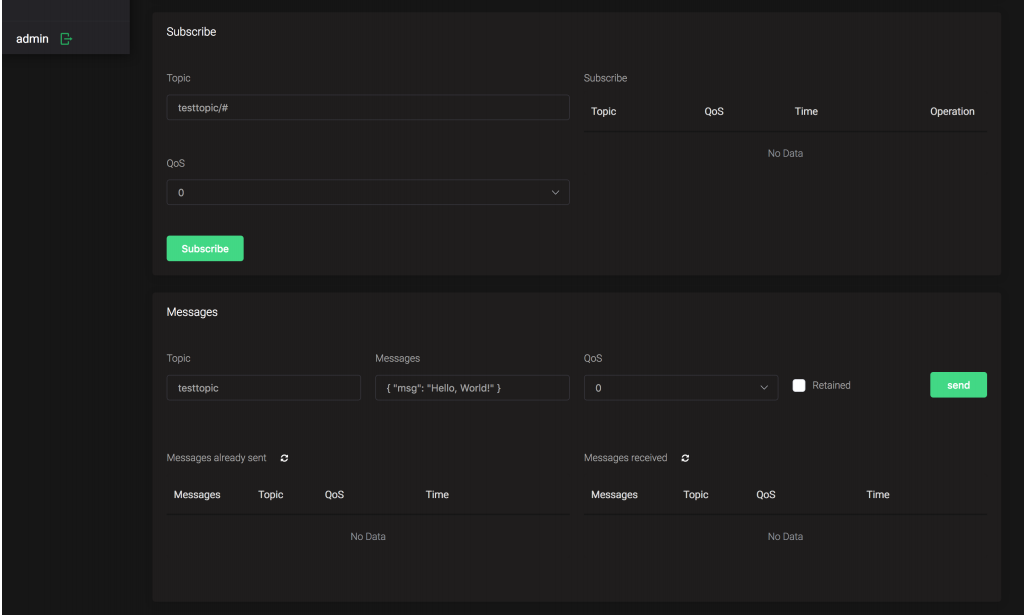 admin
Subscribe
Topic
testtopic/#
QoS
0
Subscribe
Subscribe
Topic QoS Time Operation
No Data
Messages
Topic Messages QoS
testtopic { "msg": "Hello, World!" } 0 Retained send
Messages already sent
Messages Topic QoS Time
No Data
Messages received
Messages Topic QoS Time
No Data